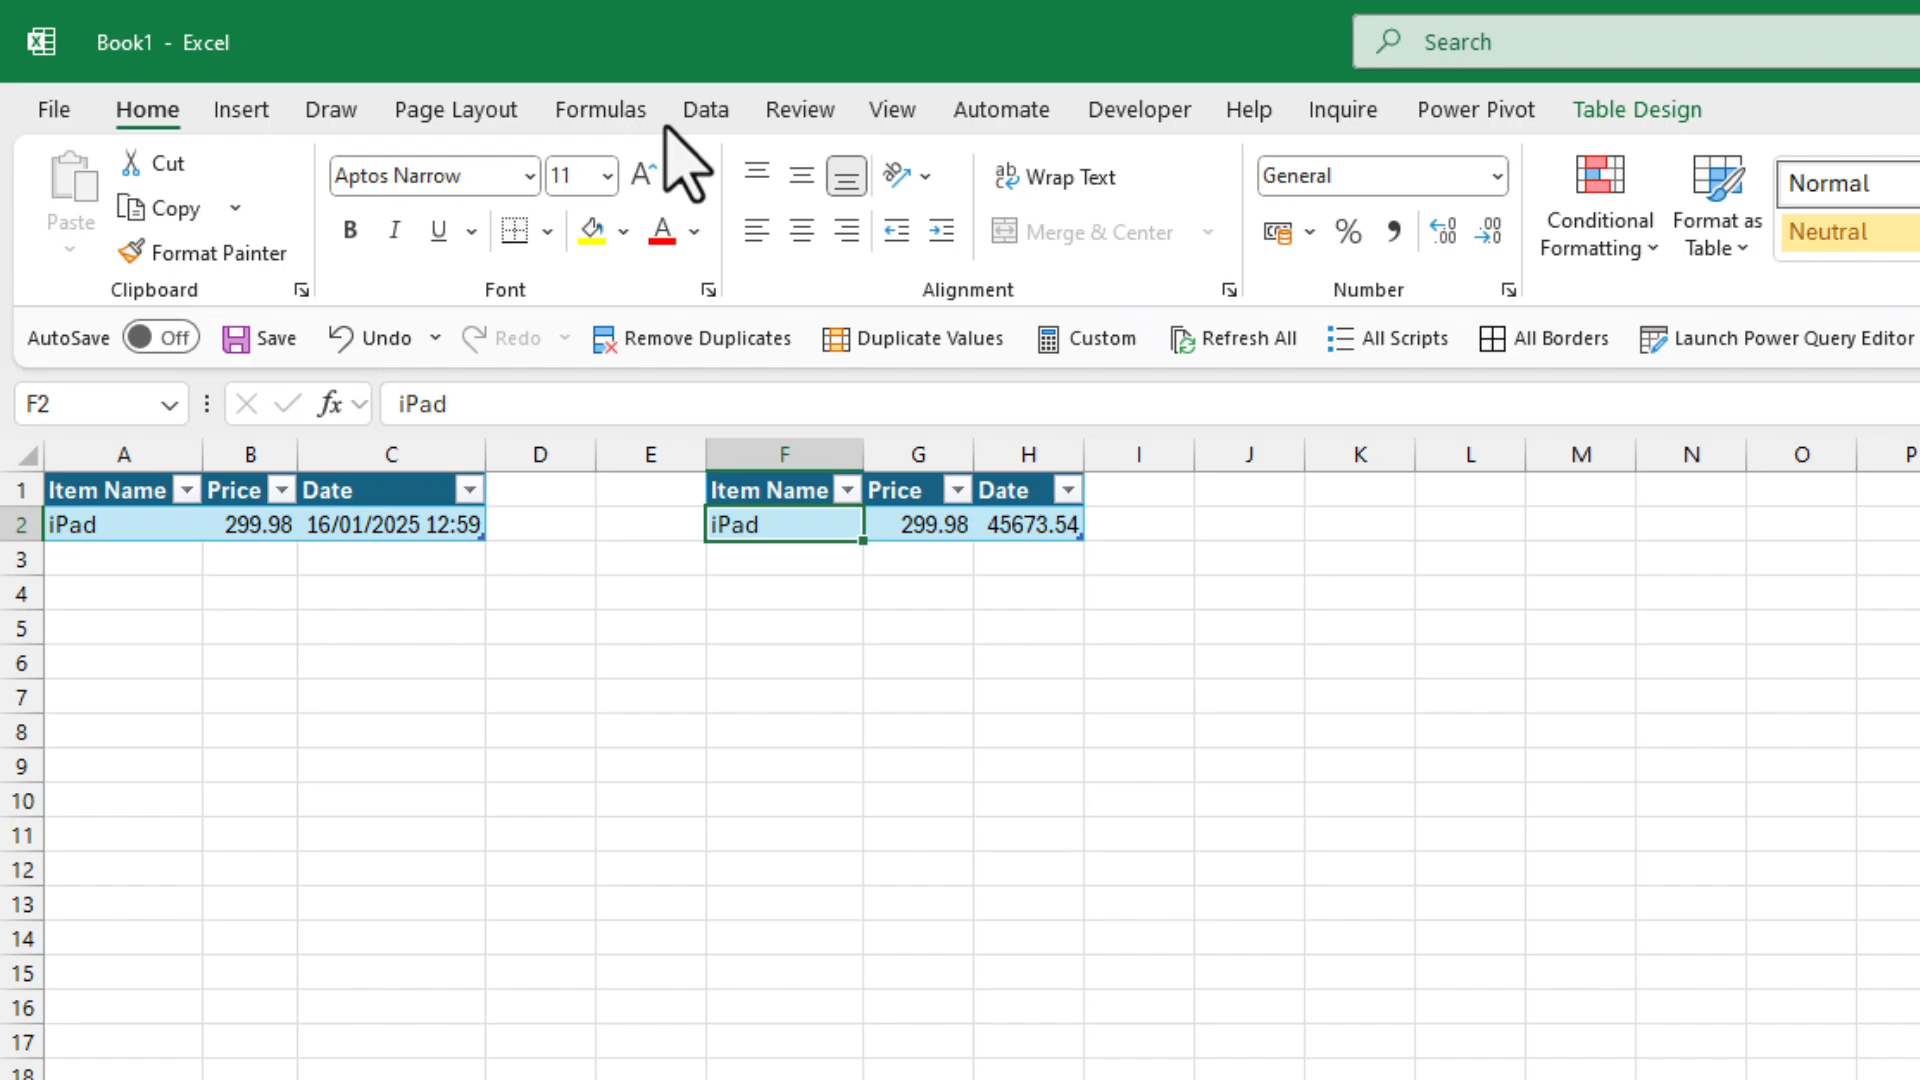 Book1 - Excel
Search
File Home Insert Draw Page Layout Formulas Data Review View Automate Developer Help Inquire Power Pivot Table Design
Paste
Cut
Copy
Format Painter
Clipboard
Aptos Narrow 11
B I U
Font
Wrap Text
Merge & Center
Alignment
General
Number
Conditional
Formatting
Format as
Table
Normal
Neutral
AutoSave Off Save Undo Redo Remove Duplicates Duplicate Values Custom Refresh All All Scripts All Borders Launch Power Query Editor
F2 fx iPad
A B C D E F G H I J K L M N O P
1 Item Name Price Date Item Name Price Date
2 iPad 299.98 16/01/2025 12:59 iPad 299.98 45673.54
3
4
5
6
7
8
9
10
11
12
13
14
15
16
17
18